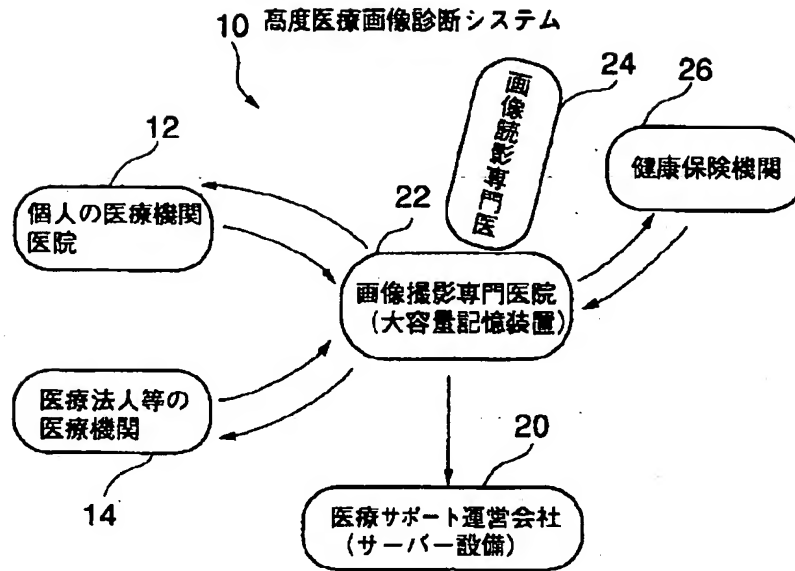 10 高度医療画像診断システム
24
26
画像読影専門医
健康保険機関
12
個人の医療機関
医院
22
画像撮影専門医院
(大容量記憶装置)
医療法人等の
医療機関
14
20
医療サポート運営会社
(サーバー設備)